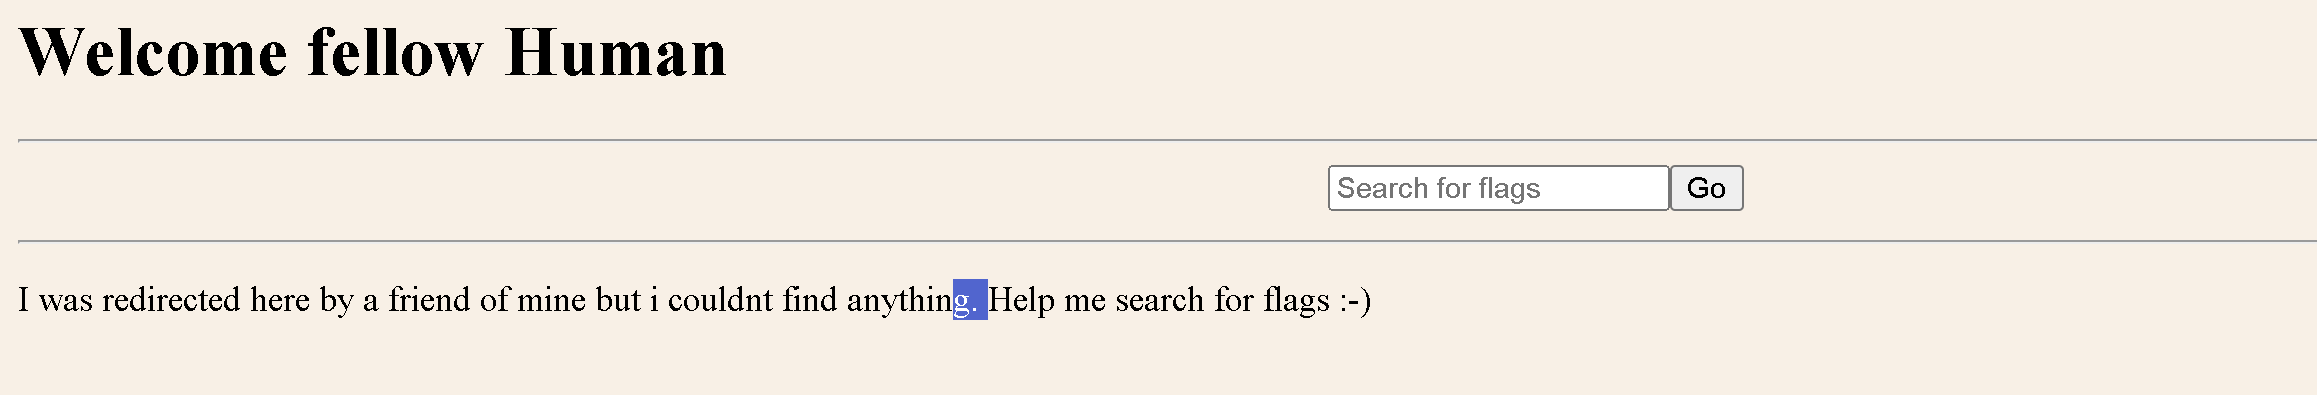 Welcome fellow Human
Search for flags Go
I was redirected here by a friend of mine but i couldnt find anything. Help me search for flags :-)